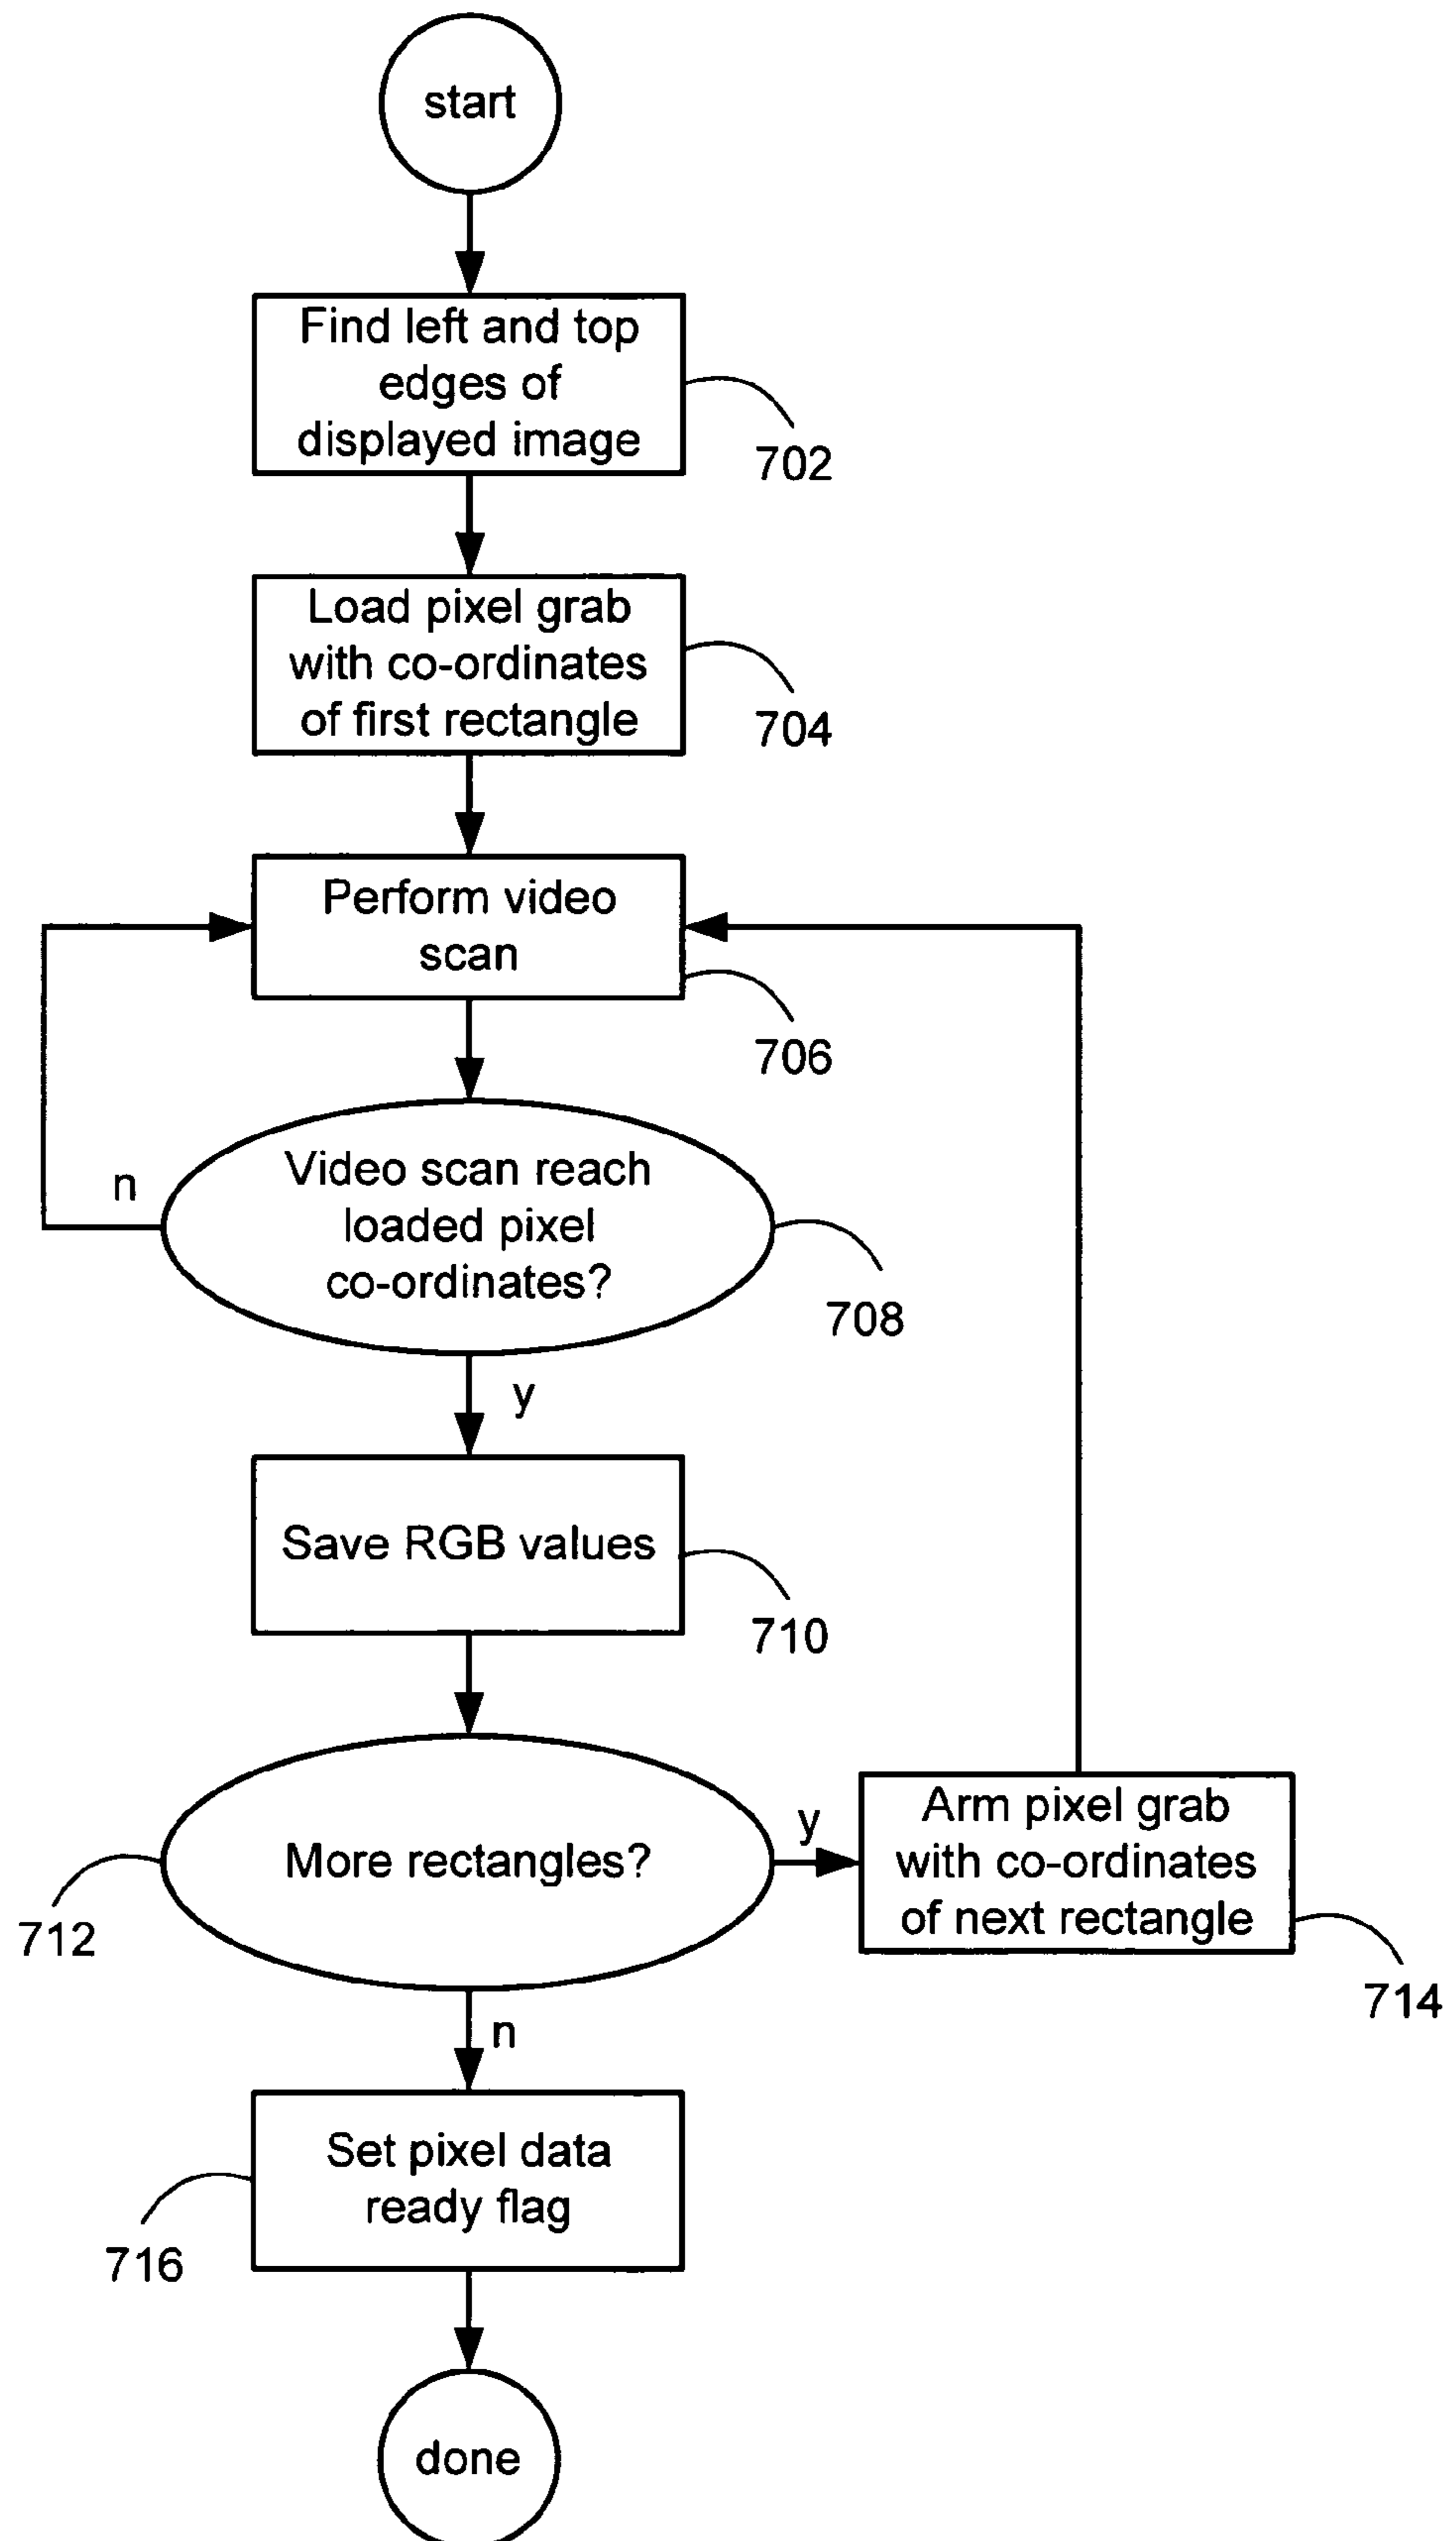 start
Find left and top
edges of
displayed image
702
Load pixel grab
with co-ordinates
of first rectangle
704
Perform video
scan
706
n
Video scan reach
loaded pixel
co-ordinates?
708
y
Save RGB values
710
More rectangles?
712
y
Arm pixel grab
with co-ordinates
of next rectangle
714
n
Set pixel data
ready flag
716
done